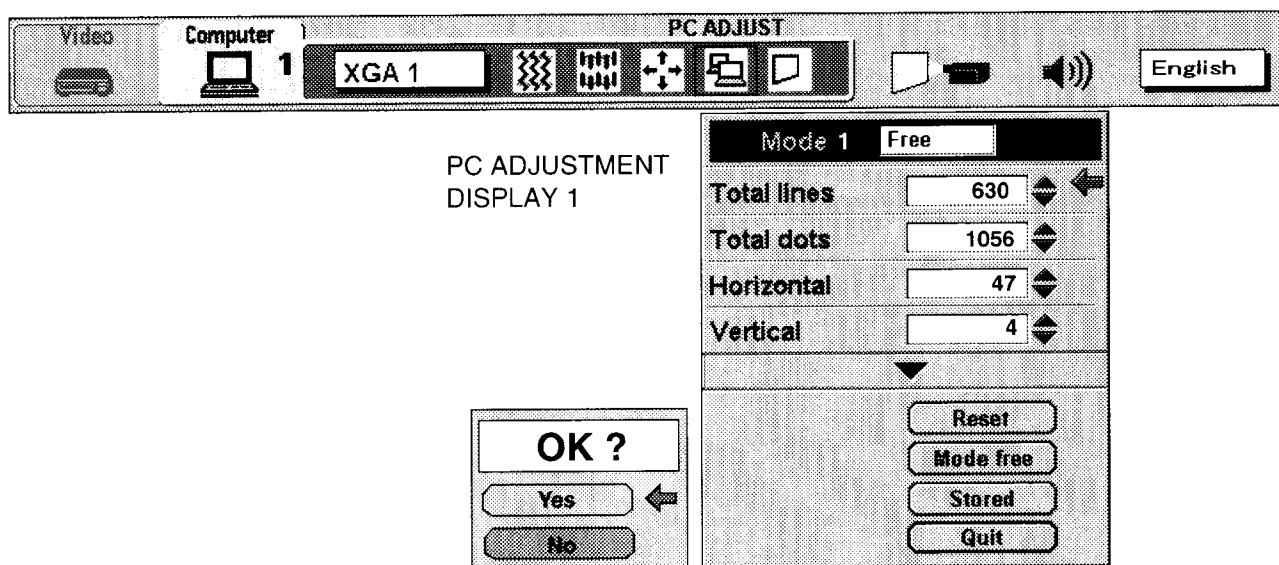 PC ADJUST
Video
Computer
1
XGA 1
English
PC ADJUSTMENT
DISPLAY 1
Mode 1 Free
Total lines 630
Total dots 1056
Horizontal 47
Vertical 4
Reset
Mode free
Stored
Quit
OK ?
Yes
No